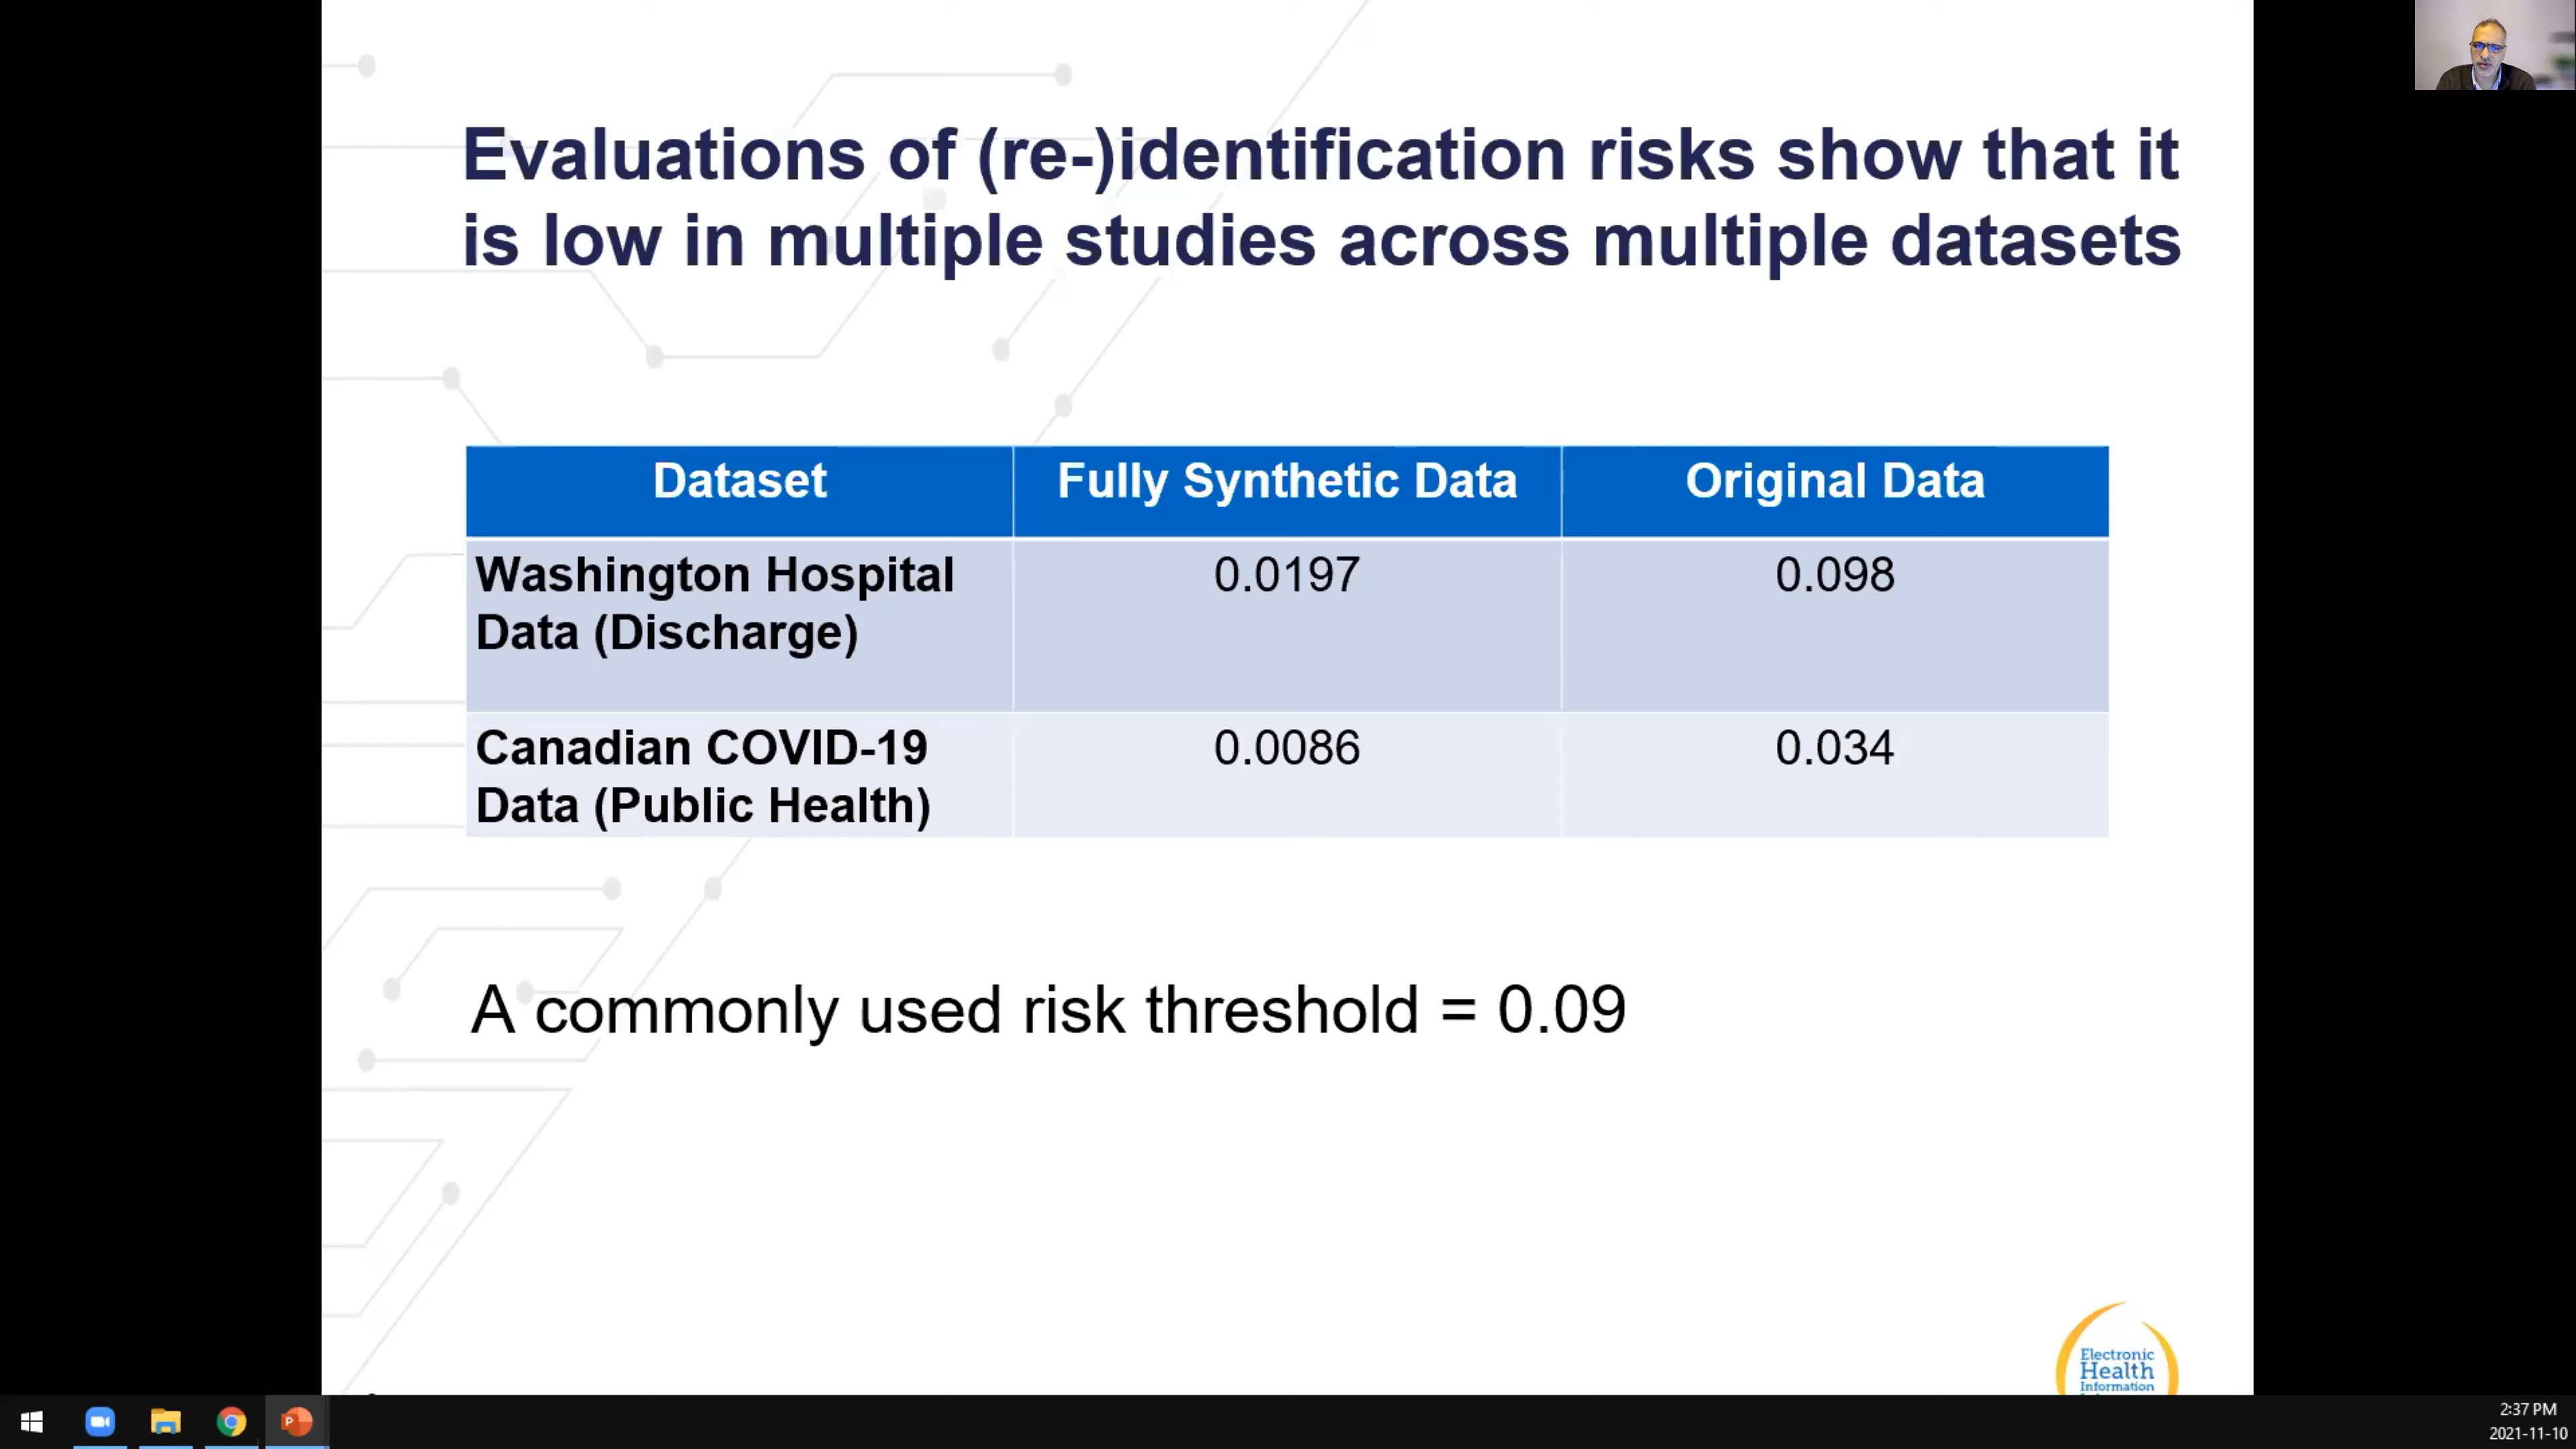 Evaluations of (re-)identification risks show that it
is low in multiple studies across multiple datasets
Dataset
Fully Synthetic Data
Original Data
Washington Hospital
Data (Discharge)
0.0197
0.098
Canadian COVID-19
Data (Public Health)
0.0086
0.034
A commonly used risk threshold = 0.09
Electronic
Health
Information
2:37 PM
2021-11-10